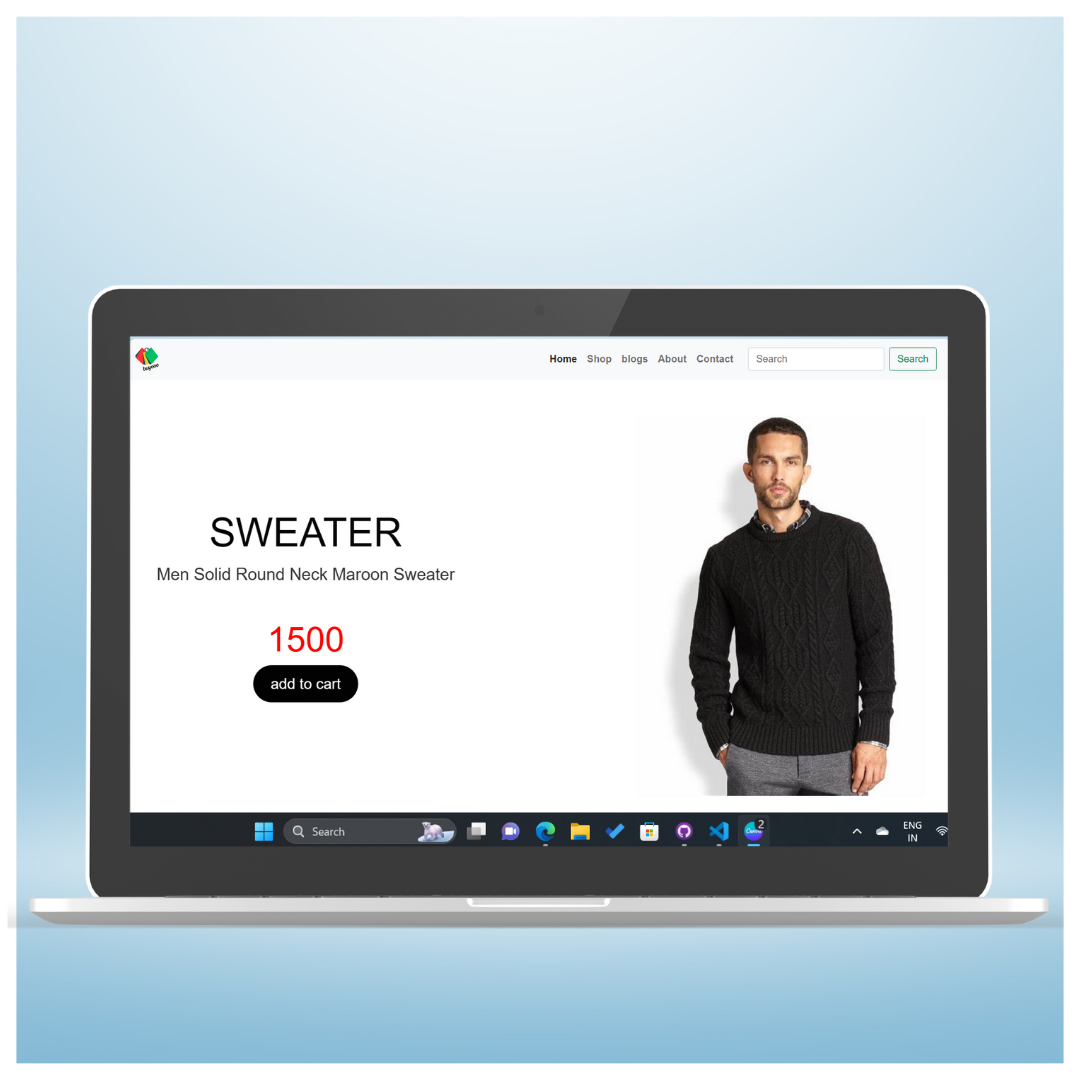 Home Shop blogs About Contact Search Search
SWEATER
Men Solid Round Neck Maroon Sweater
1500
add to cart
Search
2
ENG
IN